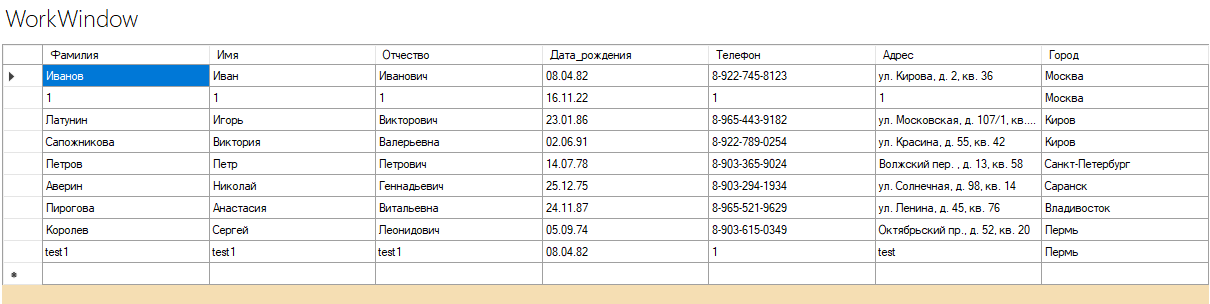 WorkWindow
Фамилия Имя Отчество Дата_рождения Телефон Адрес Город
Иванов Иван Иванович 08.04.82 8-922-745-8123 ул. Кирова, д. 2, кв. 36 Москва
1 1 1 16.11.22 1 1 Москва
Латунин Игорь Викторович 23.01.86 8-965-443-9182 ул. Московская, д. 107/1, кв.... Киров
Сапожникова Виктория Валерьевна 02.06.91 8-922-789-0254 ул. Красина, д. 55, кв. 42 Киров
Петров Петр Петрович 14.07.78 8-903-365-9024 Волжский пер. , д. 13, кв. 58 Санкт-Петербург
Аверин Николай Геннадьевич 25.12.75 8-903-294-1934 ул. Солнечная, д. 98, кв. 14 Саранск
Пирогова Анастасия Витальевна 24.11.87 8-965-521-9629 ул. Ленина, д. 45, кв. 76 Владивосток
Королев Сергей Леонидович 05.09.74 8-903-615-0349 Октябрьский пр., д. 52, кв. 20 Пермь
test1 test1 test1 08.04.82 1 test Пермь